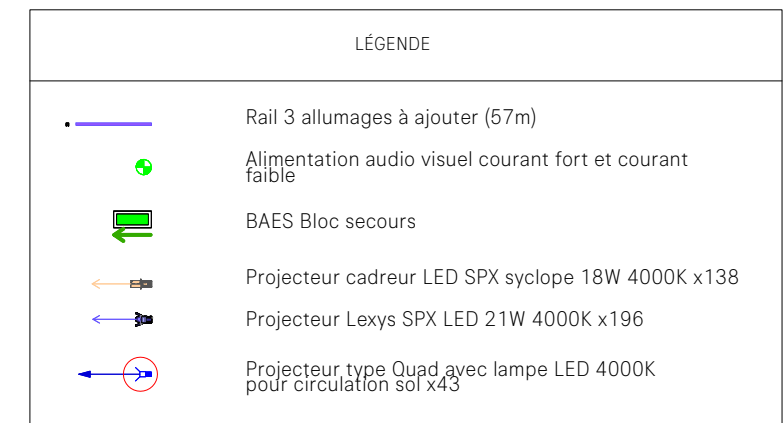 LÉGENDE
Rail 3 allumages à ajouter (57m)
Alimentation audio visuel courant fort et courant
faible
BAES Bloc secours
Projecteur cadreur LED SPX syclope 18W 4000K x138
Projecteur Lexys SPX LED 21W 4000K x196
Projecteur type Quad avec lampe LED 4000K
pour circulation sol x43